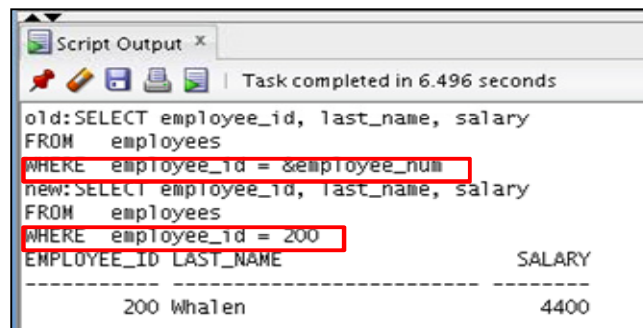 Script Output ×
Task completed in 6.496 seconds
old:SELECT employee_id, last_name, salary
FROM employees
WHERE employee_id = &employee_num
new:SELECT employee_id, last_name, salary
FROM employees
WHERE employee_id = 200
EMPLOYEE_ID LAST_NAME SALARY
----------- ------------------------- --------
200 Whalen 4400